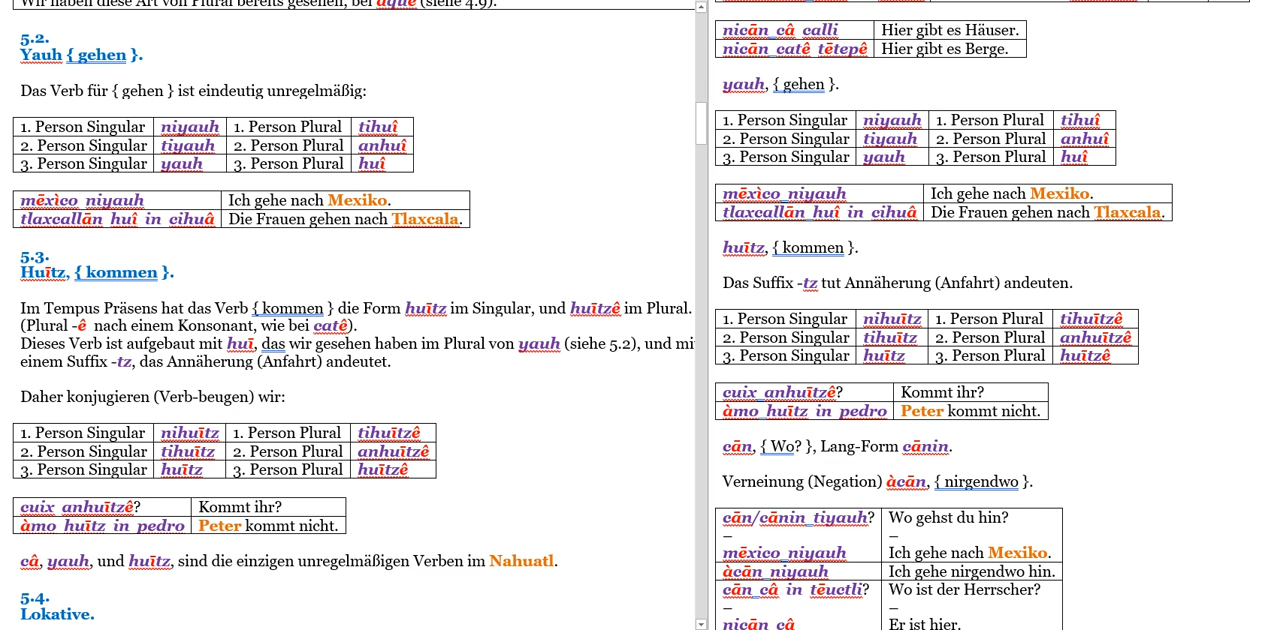 Wir haben diese Art von Plural bereits gesehen, bei aquê (siehe 4.9).
5.2.
Yauh { gehen }.
Das Verb für { gehen } ist eindeutig unregelmäßig:
1. Person Singular niyauh 1. Person Plural tihuî
2. Person Singular tiyauh 2. Person Plural anhuî
3. Person Singular yauh 3. Person Plural huî
mēxìco niyauh Ich gehe nach Mexiko.
tlaxcallān huî in cihuâ Die Frauen gehen nach Tlaxcala.
5.3.
Huītz, { kommen }.
Im Tempus Präsens hat das Verb { kommen } die Form huītz im Singular, und huītzê im Plural.
(Plural -ê nach einem Konsonant, wie bei catê).
Dieses Verb ist aufgebaut mit huī, das wir gesehen haben im Plural von yauh (siehe 5.2), und mit
einem Suffix -tz, das Annäherung (Anfahrt) andeutet.
Daher konjugieren (Verb-beugen) wir:
1. Person Singular nihuītz 1. Person Plural tihuītzê
2. Person Singular tihuītz 2. Person Plural anhuītzê
3. Person Singular huītz 3. Person Plural huītzê
cuix anhuītzê? Kommt ihr?
àmo huītz in pedro Peter kommt nicht.
câ, yauh, und huītz, sind die einzigen unregelmäßigen Verben im Nahuatl.
5.4.
Lokative.
nicān câ calli Hier gibt es Häuser.
nicān catê tētepê Hier gibt es Berge.
yauh, { gehen }.
1. Person Singular niyauh 1. Person Plural tihuî
2. Person Singular tiyauh 2. Person Plural anhuî
3. Person Singular yauh 3. Person Plural huî
mēxìco niyauh Ich gehe nach Mexiko.
tlaxcallān huî in cihuâ Die Frauen gehen nach Tlaxcala.
huītz, { kommen }.
Das Suffix -tz tut Annäherung (Anfahrt) andeuten.
1. Person Singular nihuītz 1. Person Plural tihuītzê
2. Person Singular tihuītz 2. Person Plural anhuītzê
3. Person Singular huītz 3. Person Plural huītzê
cuix anhuītzê? Kommt ihr?
àmo huītz in pedro Peter kommt nicht.
cān, { Wo? }, Lang-Form cānin.
Verneinung (Negation) àcān, { nirgendwo }.
cān/cānin tiyauh? Wo gehst du hin?
– –
mēxico niyauh Ich gehe nach Mexiko.
àcān niyauh Ich gehe nirgendwo hin.
cān câ in tēuctli? Wo ist der Herrscher?
– –
nicān câ Er ist hier.